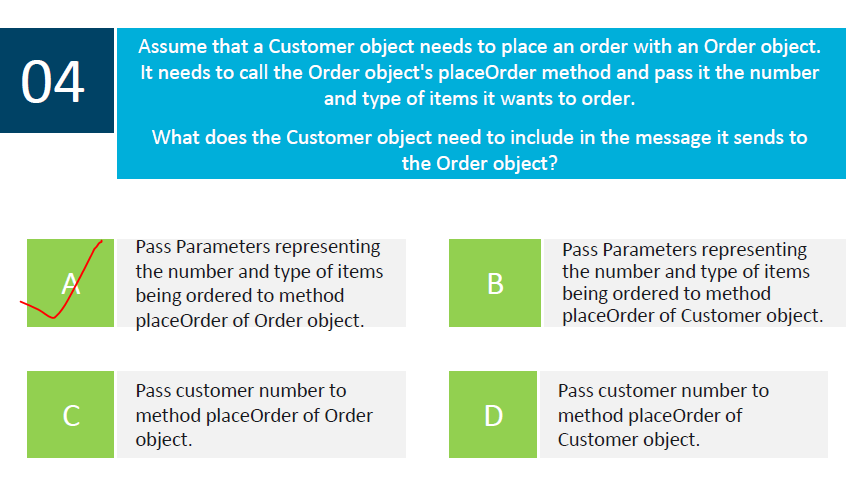 04
Assume that a Customer object needs to place an order with an Order object.
It needs to call the Order object's placeOrder method and pass it the number
and type of items it wants to order.
What does the Customer object need to include in the message it sends to
the Order object?
A
Pass Parameters representing
the number and type of items
being ordered to method
placeOrder of Order object.
B
Pass Parameters representing
the number and type of items
being ordered to method
placeOrder of Customer object.
C
Pass customer number to
method placeOrder of Order
object.
D
Pass customer number to
method placeOrder of
Customer object.